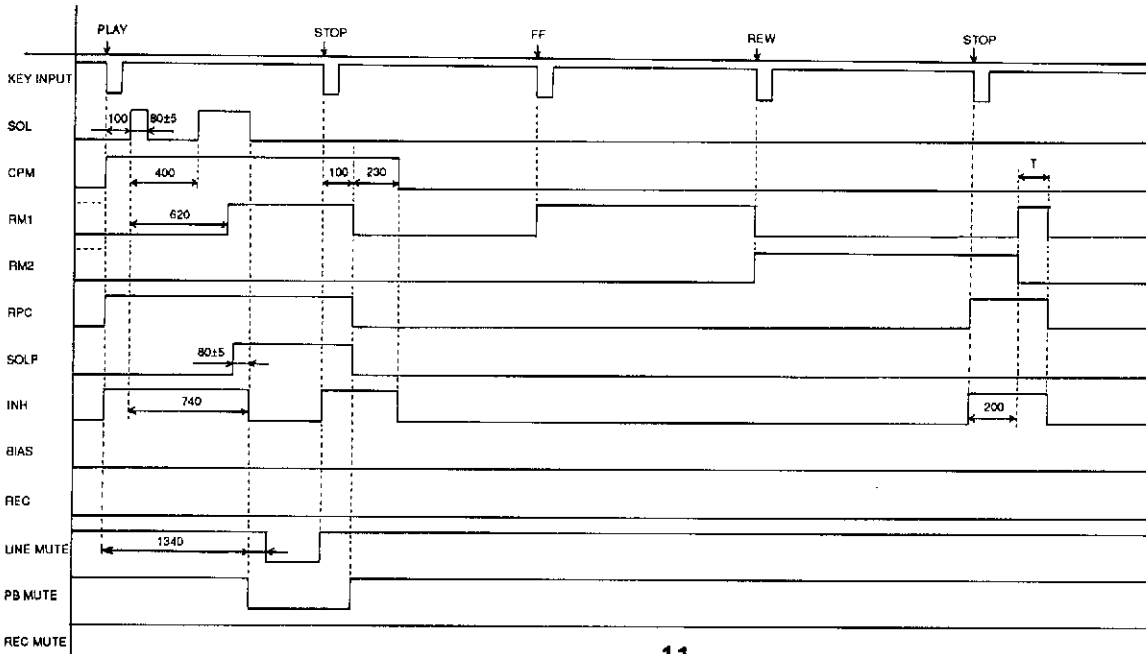 PLAY STOP FF REW STOP
KEY INPUT
SOL 100 80±5
CPM 400 100 230 T
RM1 620
RM2
RPC
SOLP 80±5
INH 740 200
BIAS
REC
LINE MUTE 1340
PB MUTE
REC MUTE